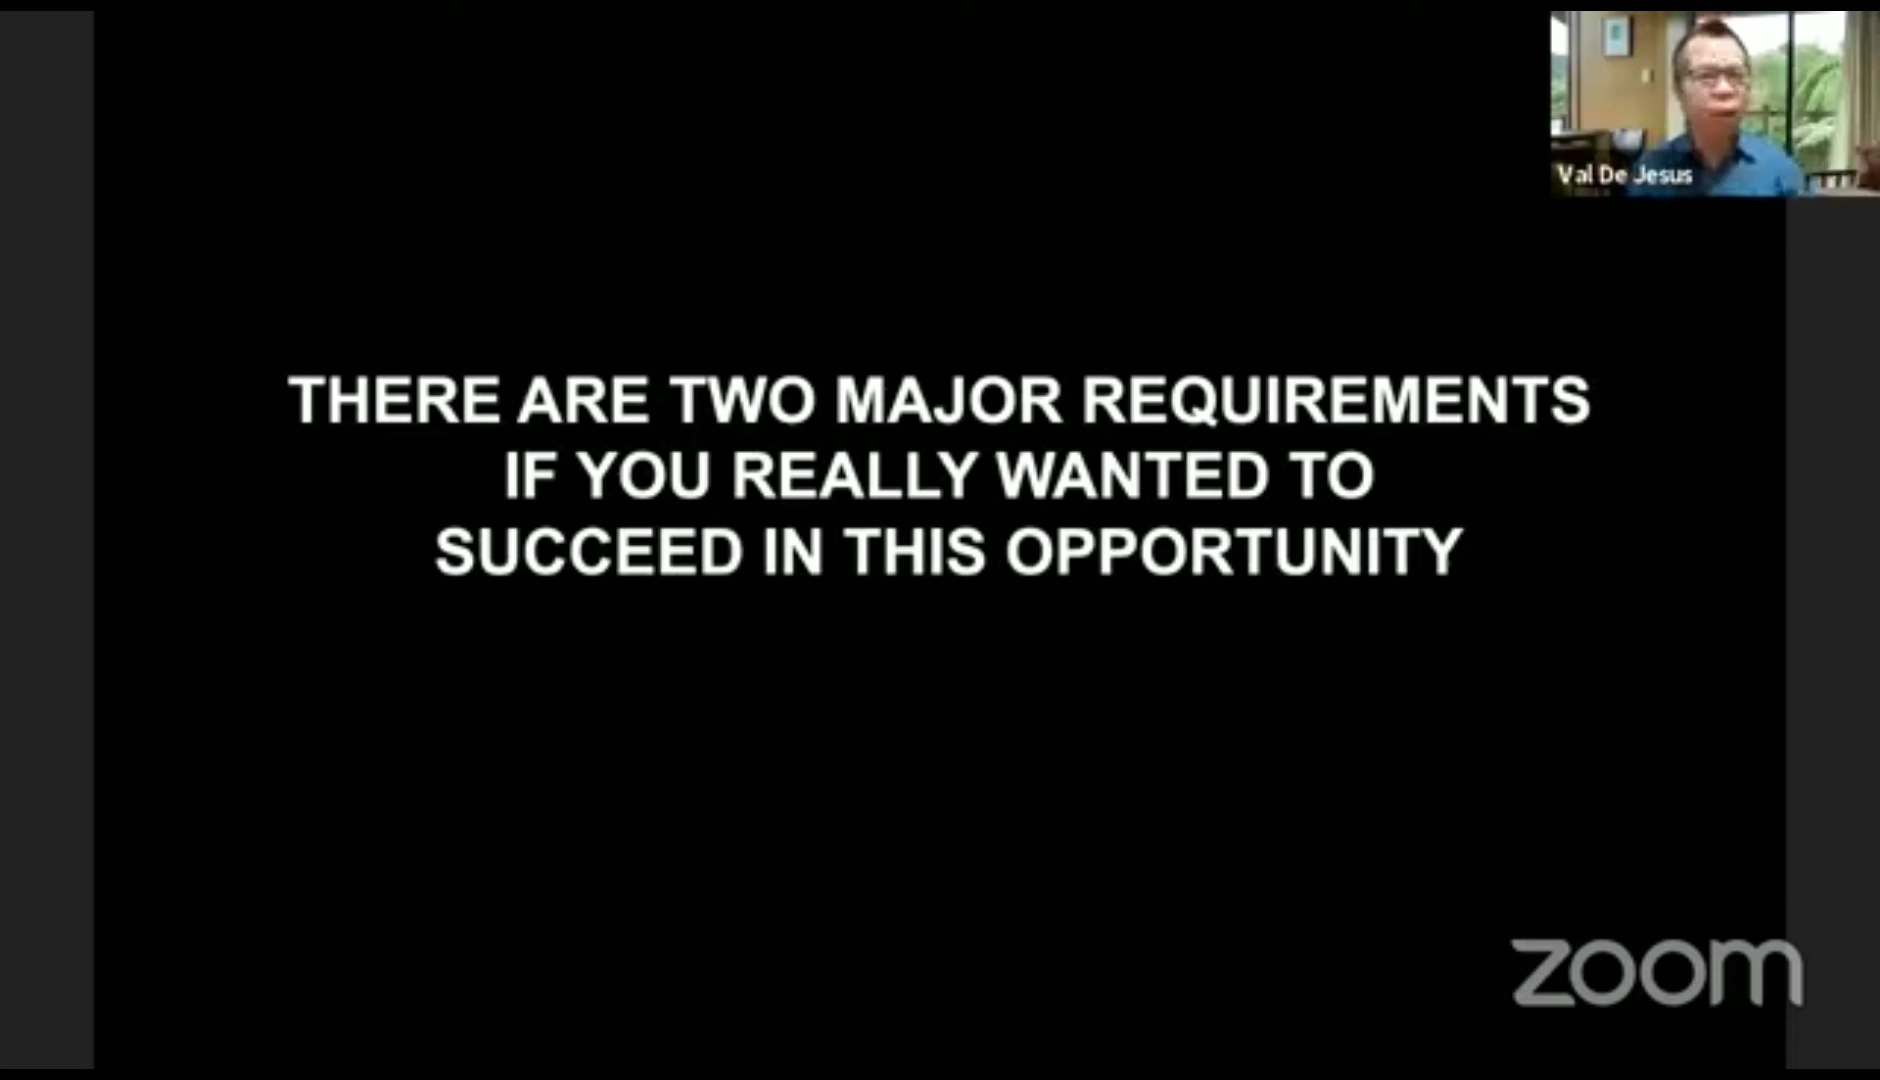 Val De Jesus
THERE ARE TWO MAJOR REQUIREMENTS
IF YOU REALLY WANTED TO
SUCCEED IN THIS OPPORTUNITY
zoom